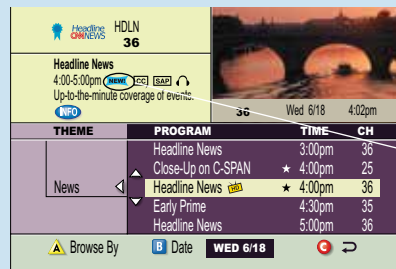 Headline HDLN
CNNEWS
36
Headline News
4:00-5:00pm NEW! CC SAP
Up-to-the-minute coverage of events.
INFO
36 Wed 6/18 4:02pm
THEME PROGRAM TIME CH
Headline News 3:00pm 36
Close-Up on C-SPAN ★ 4:00pm 25
News Headline News HD ★ 4:00pm 36
Early Prime 4:30pm 35
Headline News 5:00pm 36
A Browse By B Date WED 6/18 C